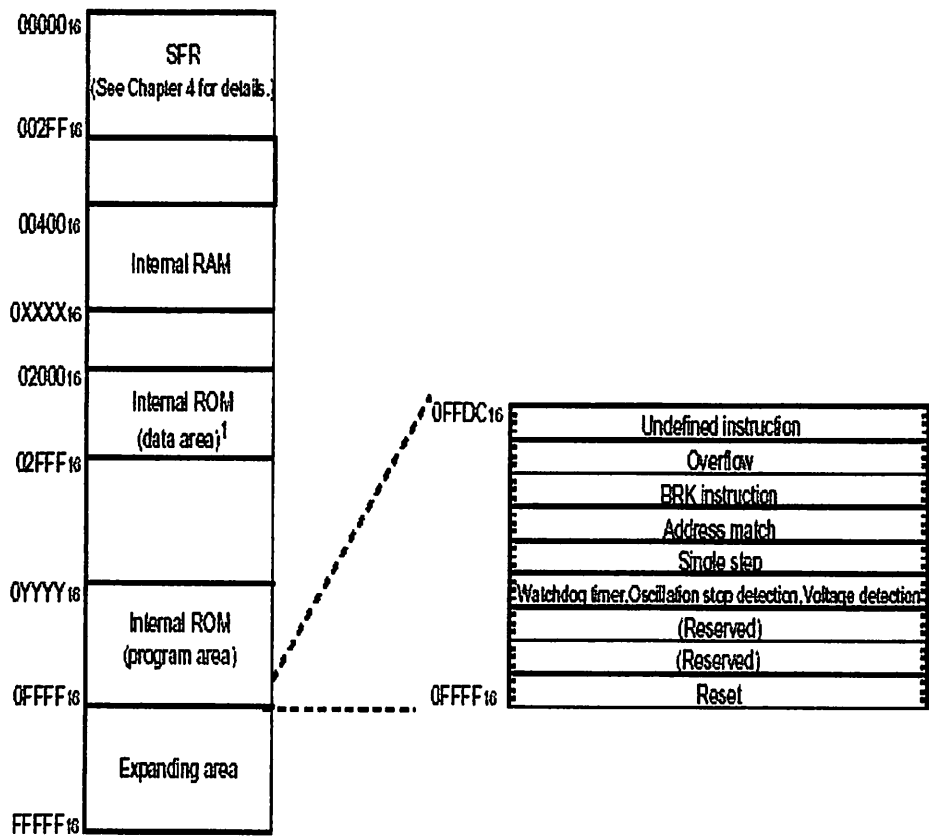 0000016
SFR
(See Chapter 4 for details.)
002FF16
0040016
Internal RAM
0XXXX16
0200016
Internal ROM
(data area)1
02FFF16
0YYYY16
Internal ROM
(program area)
0FFFF16
Expanding area
FFFFF16
0FFDC16
Undefined instruction
Overflow
BRK instruction
Address match
Single step
Watchdog timer,Oscillation stop detection,Voltage detection
(Reserved)
(Reserved)
Reset
0FFFF16